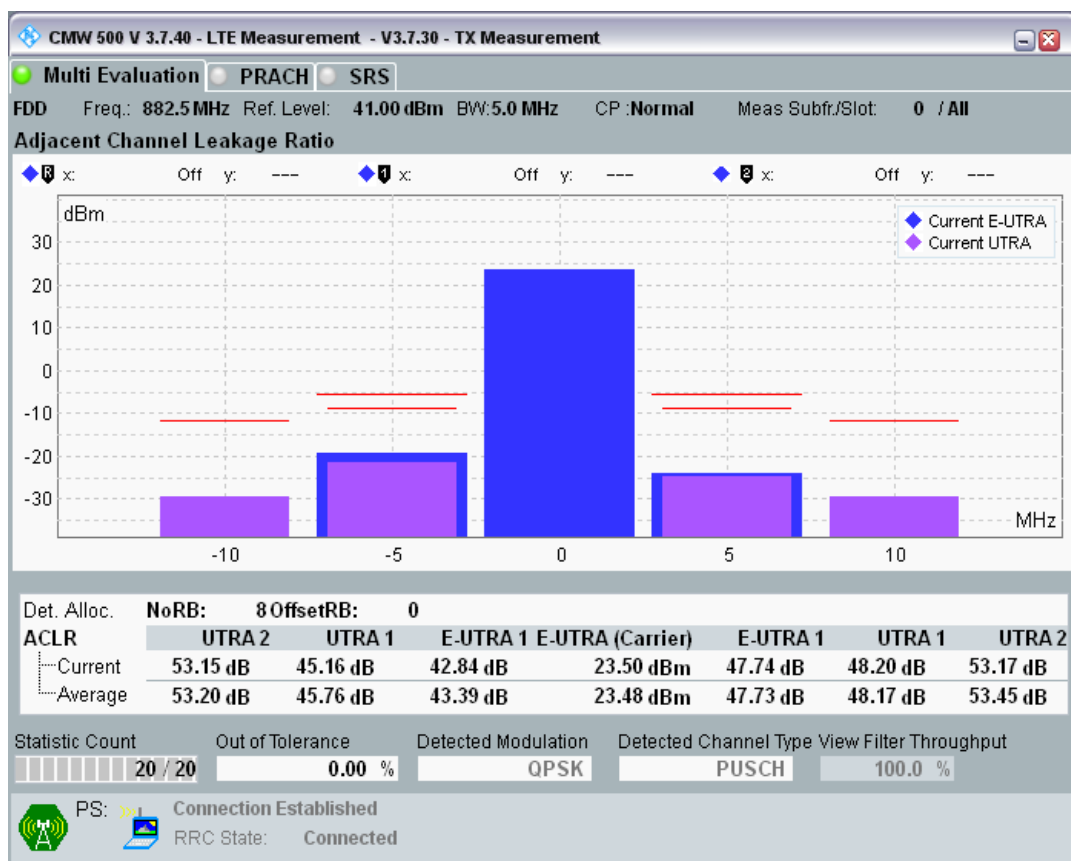 CMW 500 V 3.7.40 - LTE Measurement - V3.7.30 - TX Measurement
Multi Evaluation PRACH SRS
FDD Freq.: 882.5 MHz Ref. Level: 41.00 dBm BW:5.0 MHz CP :Normal Meas Subfr./Slot: 0 / All
Adjacent Channel Leakage Ratio
R x: Off y: --- 1 x: Off y: --- 2 x: Off y: ---
dBm
Current E-UTRA
Current UTRA
30
20
10
0
-10
-20
-30
MHz
-10 -5 0 5 10
Det. Alloc. NoRB: 8 OffsetRB: 0
ACLR UTRA 2 UTRA 1 E-UTRA 1 E-UTRA (Carrier) E-UTRA 1 UTRA 1 UTRA 2
Current 53.15 dB 45.16 dB 42.84 dB 23.50 dBm 47.74 dB 48.20 dB 53.17 dB
Average 53.20 dB 45.76 dB 43.39 dB 23.48 dBm 47.73 dB 48.17 dB 53.45 dB
Statistic Count Out of Tolerance Detected Modulation Detected Channel Type View Filter Throughput
20 / 20 0.00 % QPSK PUSCH 100.0 %
PS: Connection Established
RRC State: Connected